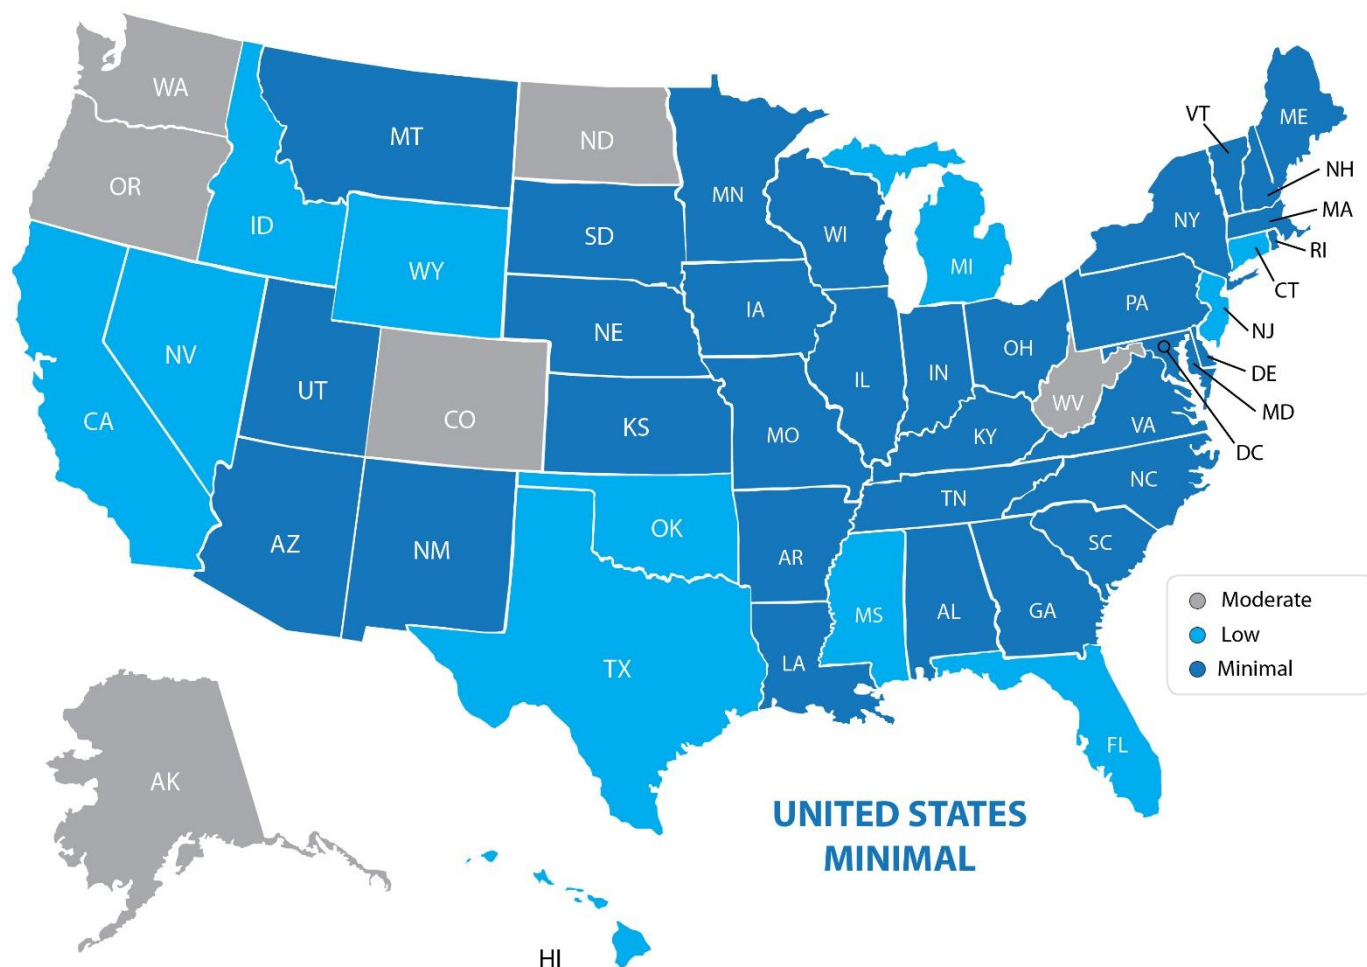 WA
MT
ND
OR
ID
WY
SD
MN
WI
MI
VT
ME
NH
MA
NY
RI
CT
PA
NJ
NV
UT
CA
CO
NE
IA
KS
MO
IL
IN
OH
WV
KY
VA
DE
MD
DC
AZ
NM
OK
AR
TN
NC
SC
MS
AL
GA
TX
LA
FL
AK
HI
Moderate
Low
Minimal
UNITED STATES
MINIMAL